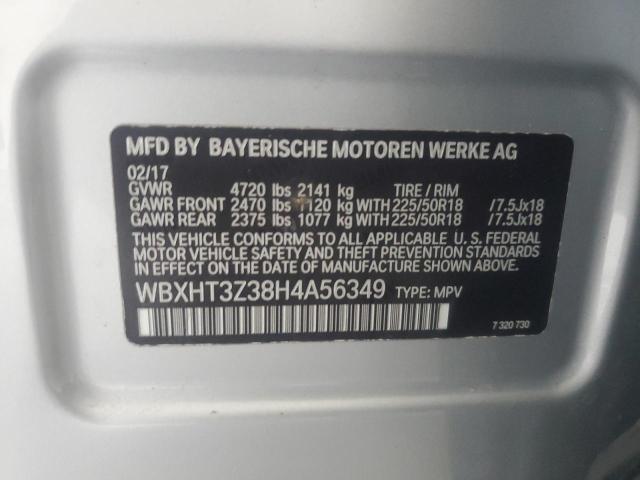 MFD BY BAYERISCHE MOTOREN WERKE AG
02/17
GVWR 4720 lbs 2141 kg TIRE / RIM
GAWR FRONT 2470 lbs 1120 kg WITH 225/50R18 /7.5Jx18
GAWR REAR 2375 lbs 1077 kg WITH 225/50R18 /7.5Jx18
THIS VEHICLE CONFORMS TO ALL APPLICABLE U. S. FEDERAL
MOTOR VEHICLE SAFETY AND THEFT PREVENTION STANDARDS
IN EFFECT ON THE DATE OF MANUFACTURE SHOWN ABOVE.
WBXHT3Z38H4A56349 TYPE: MPV
7 320 730